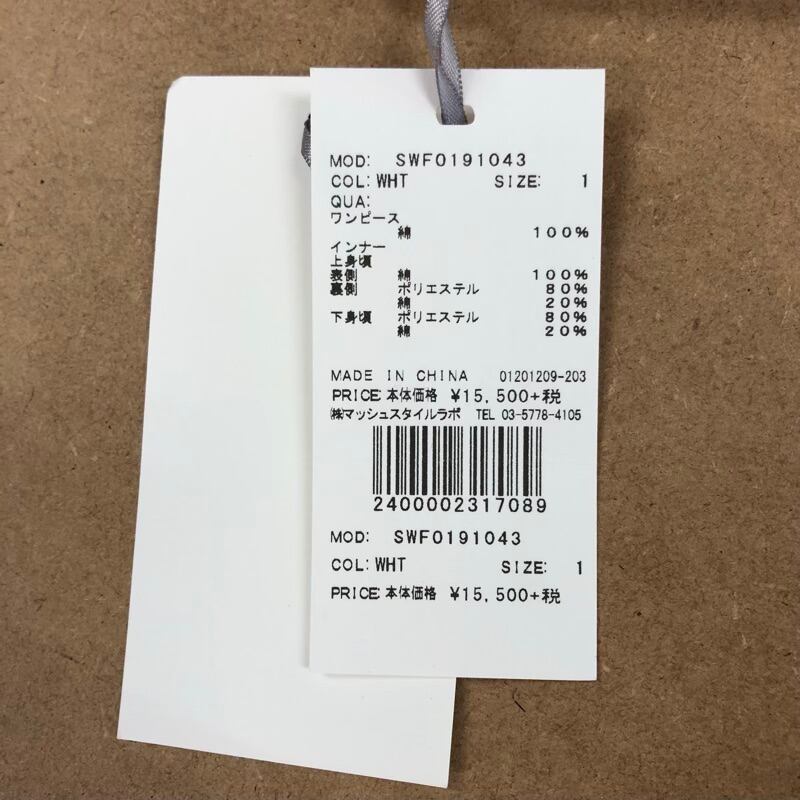 MOD: SWF0191043
COL: WHT SIZE: 1
QUA:
ワンピース
綿 100%
インナー
上身頃
表側 綿 100%
裏側 ポリエステル 80%
綿 20%
下身頃 ポリエステル 80%
綿 20%
MADE IN CHINA 01201209-203
PRICE:本体価格 ¥15,500+税
㈱マッシュスタイルラボ TEL 03-5778-4105
2400002317089
MOD: SWF0191043
COL: WHT SIZE: 1
PRICE:本体価格 ¥15,500+税